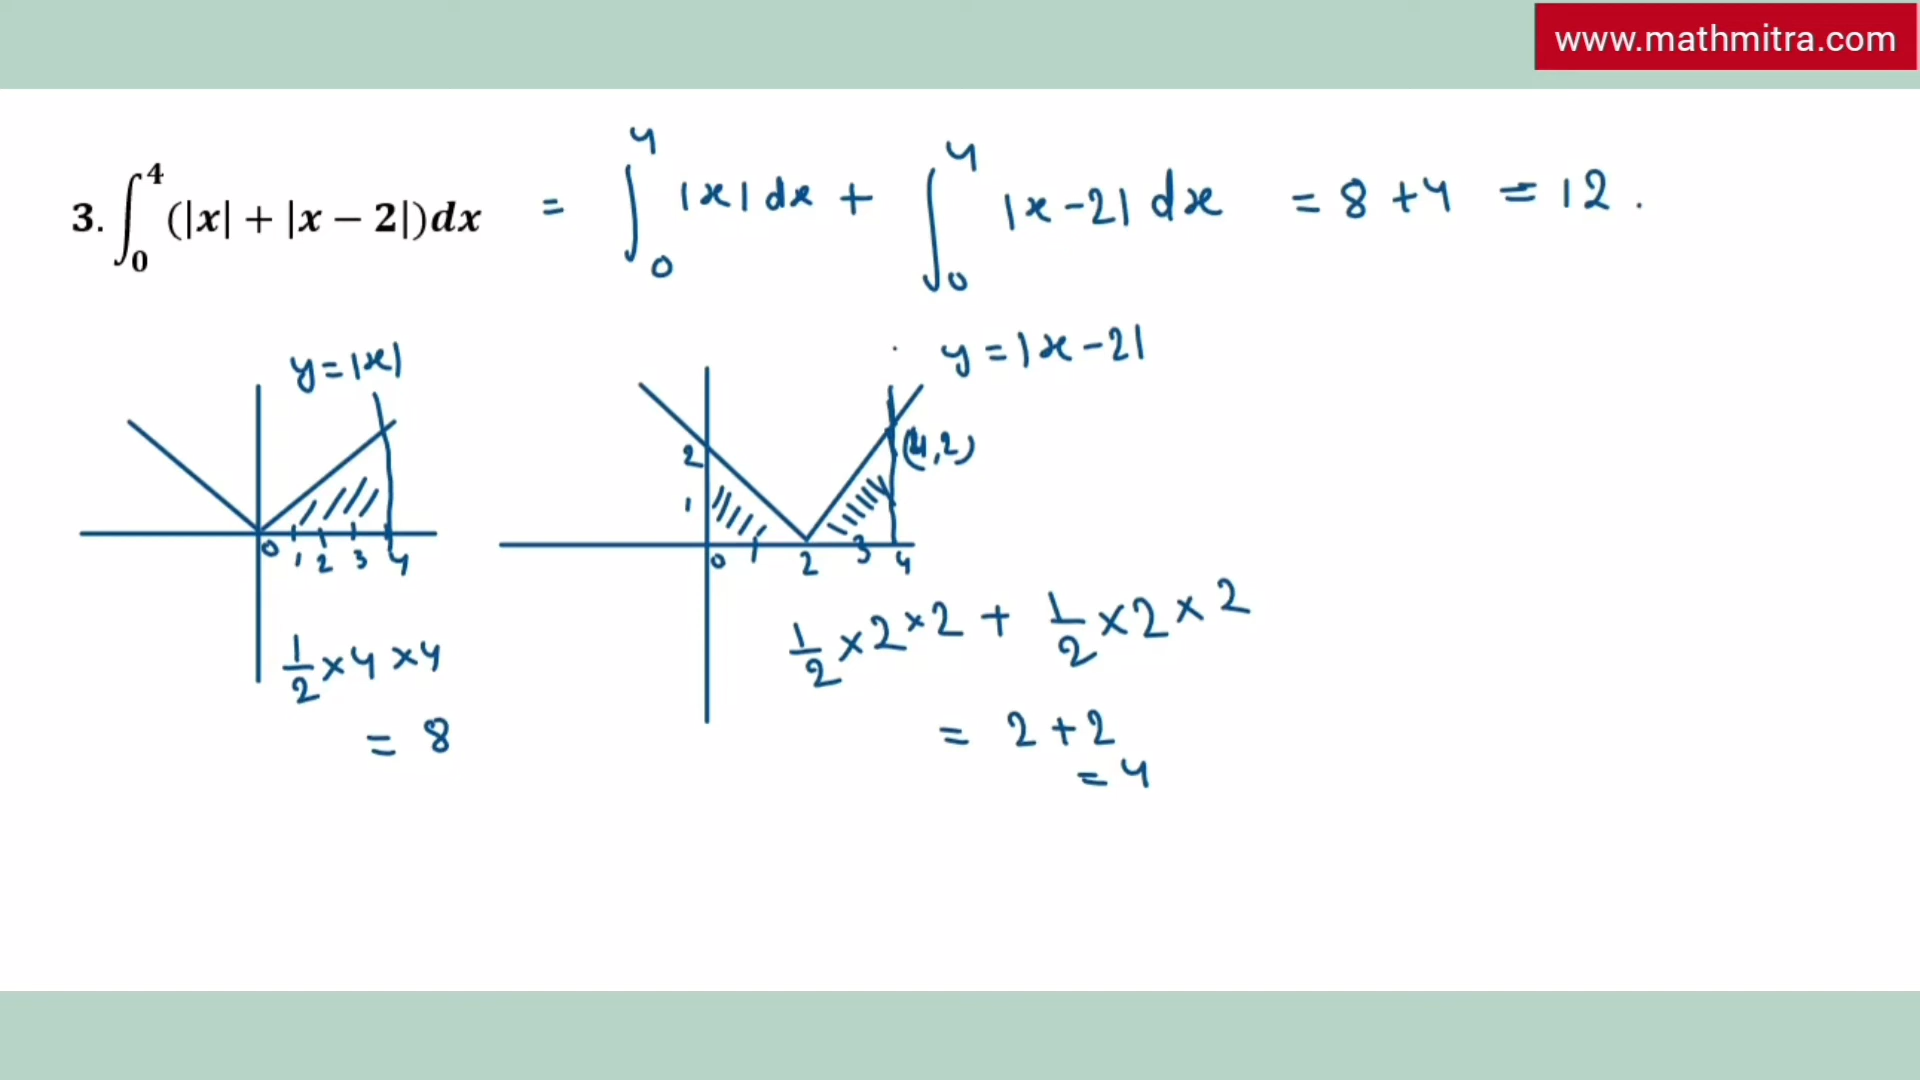 www.mathmitra.com
3. ∫₀⁴ (|x| + |x − 2|)dx = ∫₀⁴ |x| dx + ∫₀⁴ |x-2| dx = 8 + 4 = 12 .
y = |x|
0 1 2 3 4
1/2 × 4 × 4
= 8
y = |x-2|
2
(4,2)
1
0 1 2 3 4
1/2 × 2 × 2 + 1/2 × 2 × 2
= 2 + 2
= 4